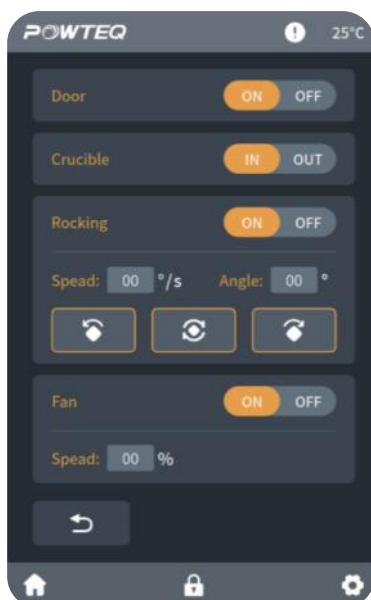 POWTEQ 25°C
Door ON OFF
Crucible IN OUT
Rocking ON OFF
Spead: 00 °/s Angle: 00 °
Fan ON OFF
Spead: 00 %